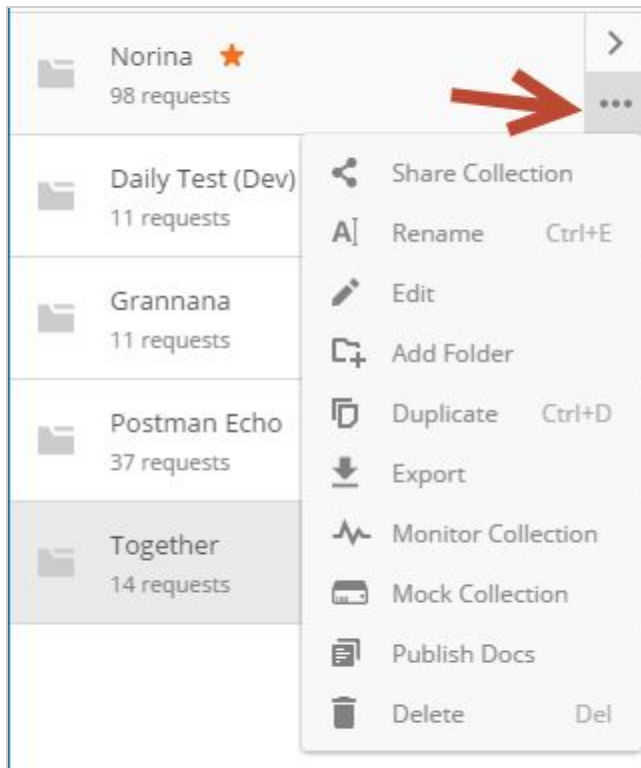 Norina
98 requests
Daily Test (Dev)
11 requests
Grannana
11 requests
Postman Echo
37 requests
Together
14 requests
Share Collection
Rename Ctrl+E
Edit
Add Folder
Duplicate Ctrl+D
Export
Monitor Collection
Mock Collection
Publish Docs
Delete Del